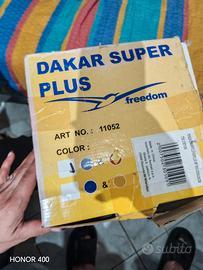 DAKAR SUPER
PLUS
freedom
ART NO. : 11052
COLOR :
&
HONOR 400
subito